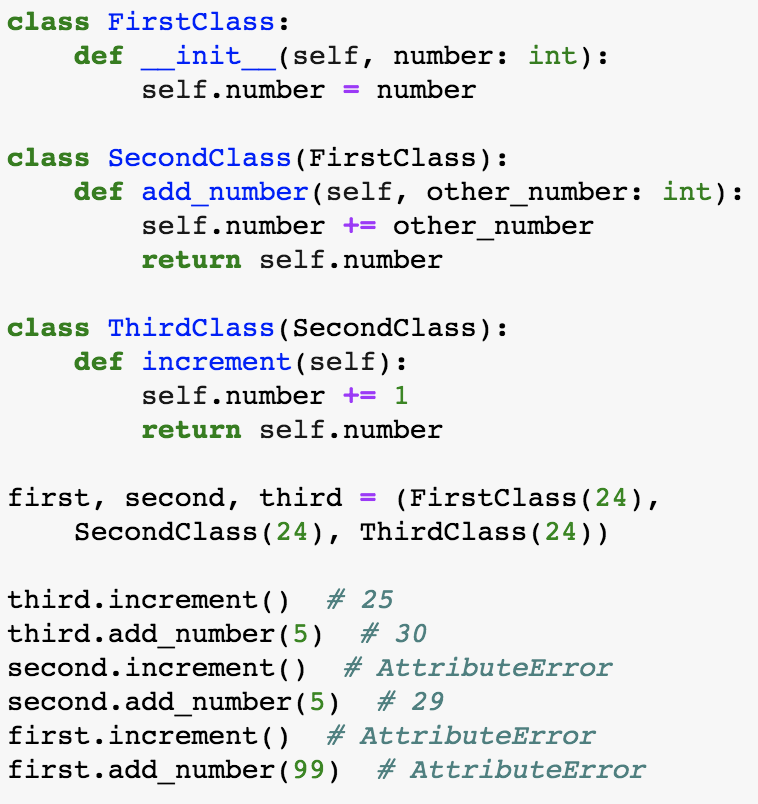 class FirstClass:
    def __init__(self, number: int):
        self.number = number

class SecondClass(FirstClass):
    def add_number(self, other_number: int):
        self.number += other_number
        return self.number

class ThirdClass(SecondClass):
    def increment(self):
        self.number += 1
        return self.number

first, second, third = (FirstClass(24),
    SecondClass(24), ThirdClass(24))

third.increment()  # 25
third.add_number(5)  # 30
second.increment()  # AttributeError
second.add_number(5)  # 29
first.increment()  # AttributeError
first.add_number(99)  # AttributeError